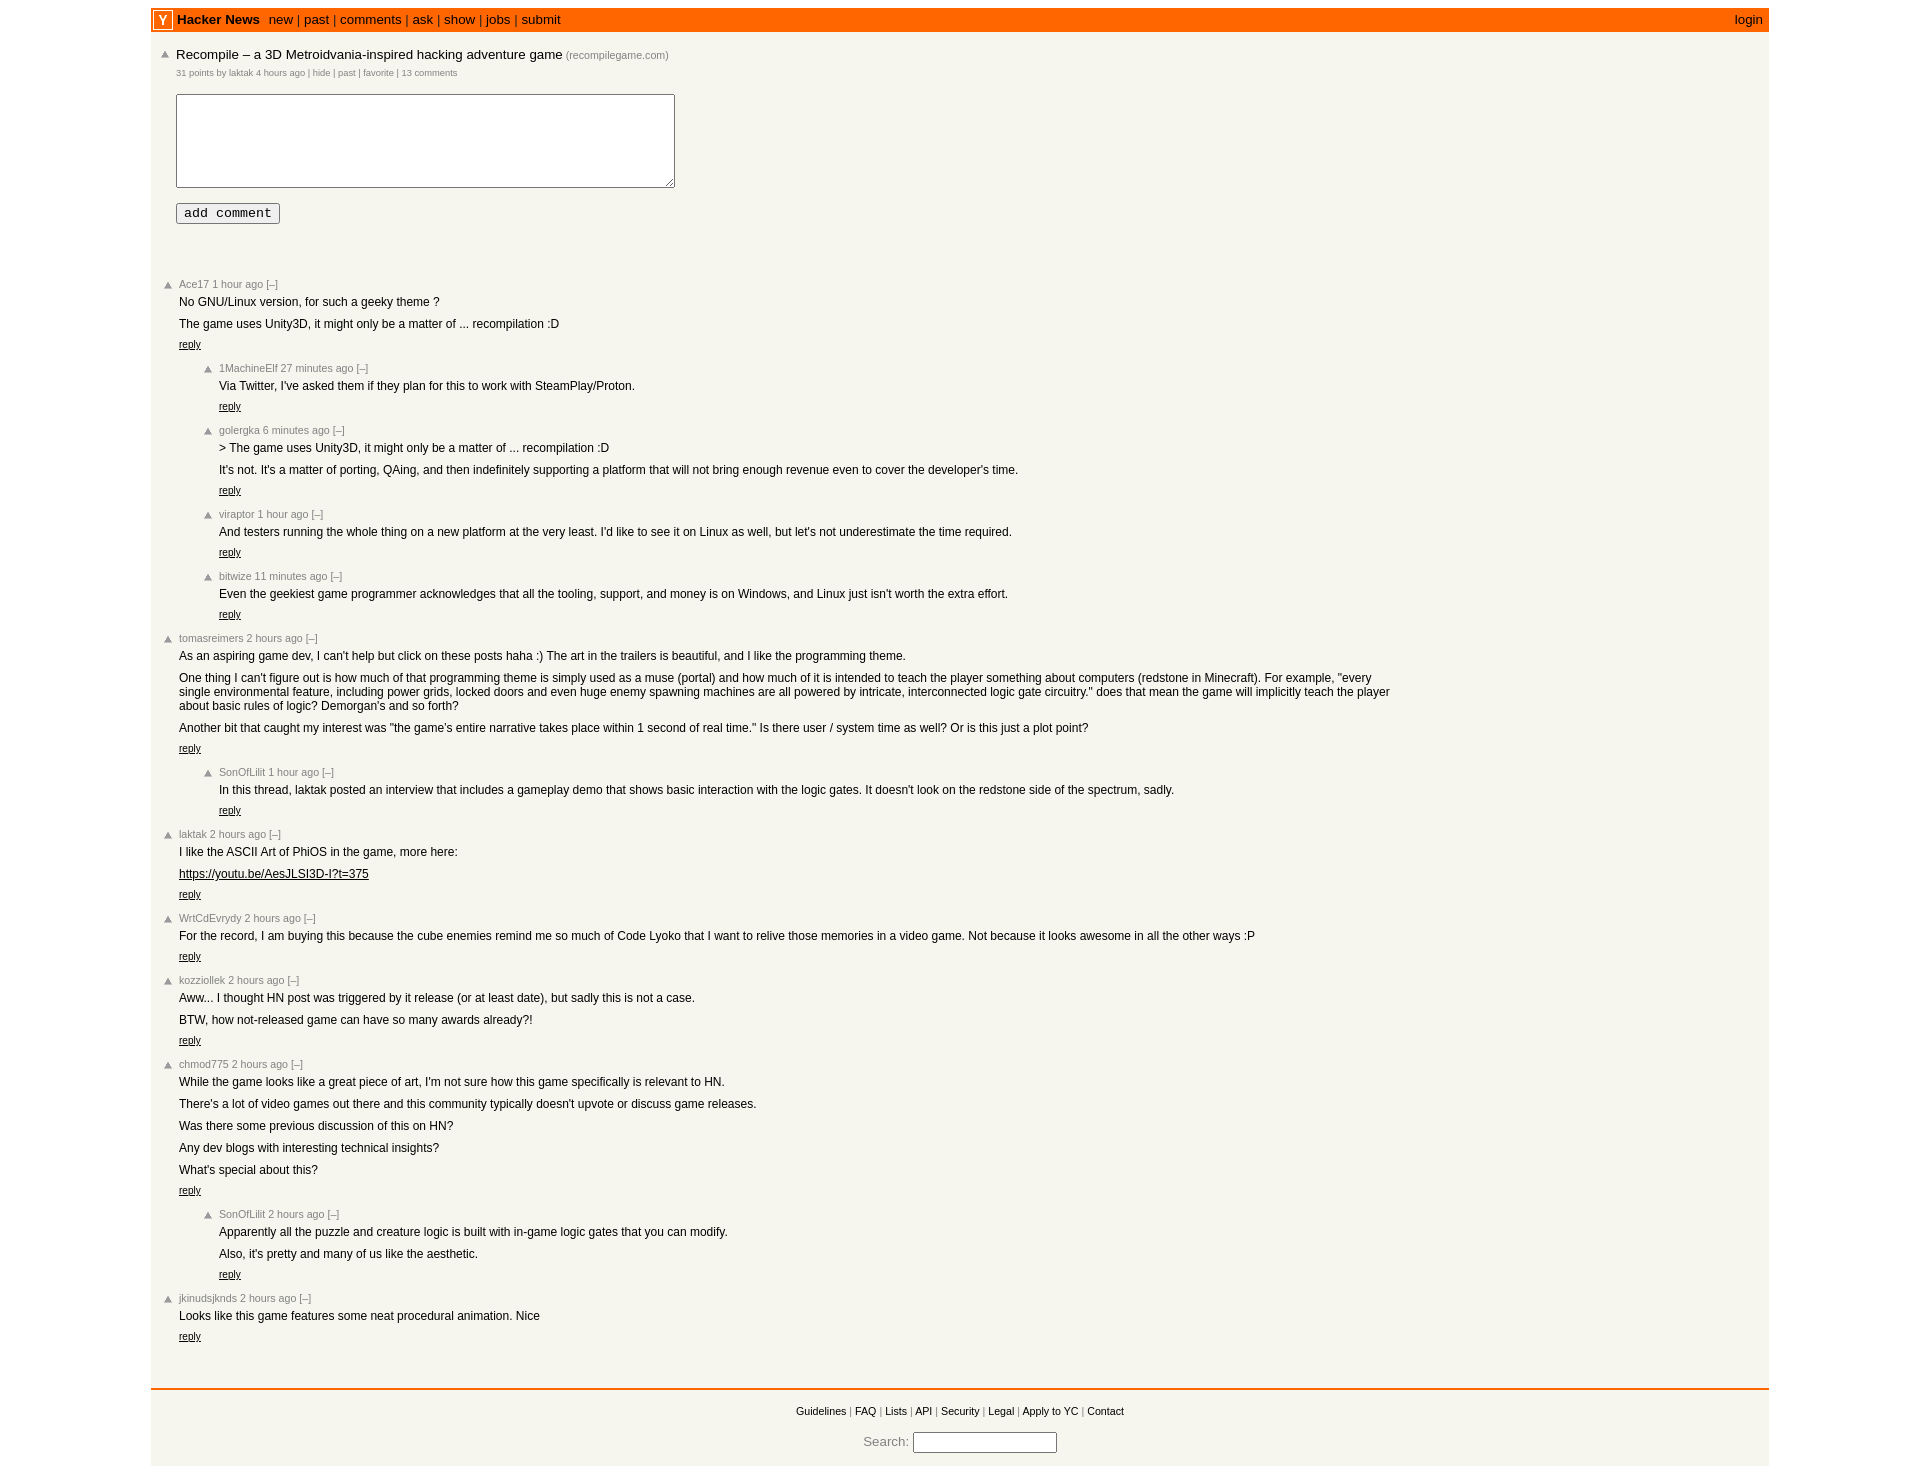 Y Hacker News new | past | comments | ask | show | jobs | submit login
Recompile – a 3D Metroidvania-inspired hacking adventure game (recompilegame.com)
31 points by laktak 4 hours ago | hide | past | favorite | 13 comments
add comment
Ace17 1 hour ago [–]
No GNU/Linux version, for such a geeky theme ?
The game uses Unity3D, it might only be a matter of ... recompilation :D
reply
1MachineElf 27 minutes ago [–]
Via Twitter, I've asked them if they plan for this to work with SteamPlay/Proton.
reply
golergka 6 minutes ago [–]
> The game uses Unity3D, it might only be a matter of ... recompilation :D
It's not. It's a matter of porting, QAing, and then indefinitely supporting a platform that will not bring enough revenue even to cover the developer's time.
reply
viraptor 1 hour ago [–]
And testers running the whole thing on a new platform at the very least. I'd like to see it on Linux as well, but let's not underestimate the time required.
reply
bitwize 11 minutes ago [–]
Even the geekiest game programmer acknowledges that all the tooling, support, and money is on Windows, and Linux just isn't worth the extra effort.
reply
tomasreimers 2 hours ago [–]
As an aspiring game dev, I can't help but click on these posts haha :) The art in the trailers is beautiful, and I like the programming theme.
One thing I can't figure out is how much of that programming theme is simply used as a muse (portal) and how much of it is intended to teach the player something about computers (redstone in Minecraft). For example, "every
single environmental feature, including power grids, locked doors and even huge enemy spawning machines are all powered by intricate, interconnected logic gate circuitry." does that mean the game will implicitly teach the player
about basic rules of logic? Demorgan's and so forth?
Another bit that caught my interest was "the game's entire narrative takes place within 1 second of real time." Is there user / system time as well? Or is this just a plot point?
reply
SonOfLilit 1 hour ago [–]
In this thread, laktak posted an interview that includes a gameplay demo that shows basic interaction with the logic gates. It doesn't look on the redstone side of the spectrum, sadly.
reply
laktak 2 hours ago [–]
I like the ASCII Art of PhiOS in the game, more here:
https://youtu.be/AesJLSI3D-I?t=375
reply
WrtCdEvrydy 2 hours ago [–]
For the record, I am buying this because the cube enemies remind me so much of Code Lyoko that I want to relive those memories in a video game. Not because it looks awesome in all the other ways :P
reply
kozziollek 2 hours ago [–]
Aww... I thought HN post was triggered by it release (or at least date), but sadly this is not a case.
BTW, how not-released game can have so many awards already?!
reply
chmod775 2 hours ago [–]
While the game looks like a great piece of art, I'm not sure how this game specifically is relevant to HN.
There's a lot of video games out there and this community typically doesn't upvote or discuss game releases.
Was there some previous discussion of this on HN?
Any dev blogs with interesting technical insights?
What's special about this?
reply
SonOfLilit 2 hours ago [–]
Apparently all the puzzle and creature logic is built with in-game logic gates that you can modify.
Also, it's pretty and many of us like the aesthetic.
reply
jkinudsjknds 2 hours ago [–]
Looks like this game features some neat procedural animation. Nice
reply
Guidelines | FAQ | Lists | API | Security | Legal | Apply to YC | Contact
Search: